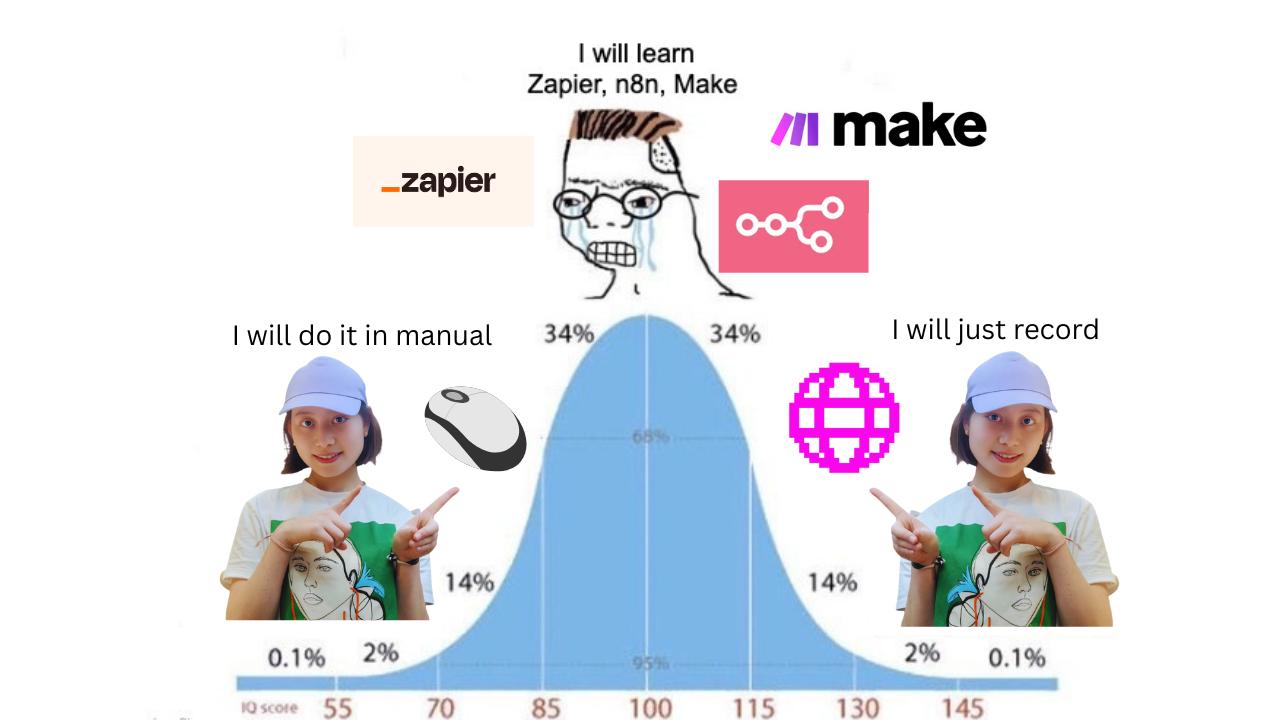 I will learn
Zapier, n8n, Make
make
zapier
I will do it in manual
34%
34%
I will just record
68%
14%
14%
0.1%
2%
95%
2%
0.1%
IQ score
55
70
85
100
115
130
145